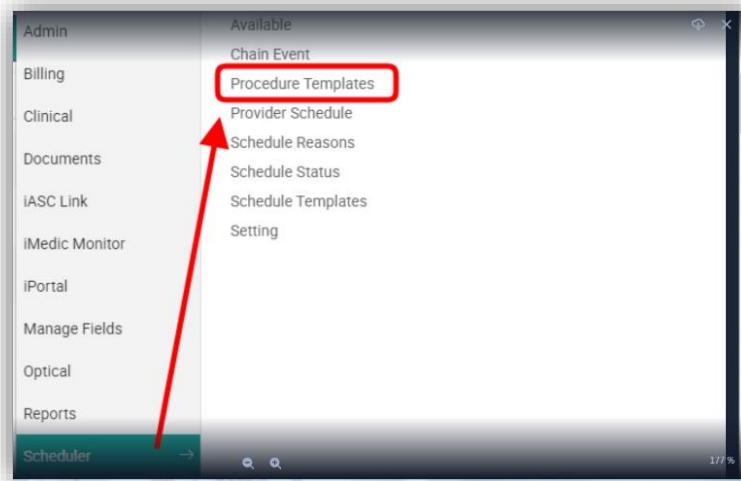 Admin
Billing
Clinical
Documents
iASC Link
iMedic Monitor
iPortal
Manage Fields
Optical
Reports
Scheduler →
Available
Chain Event
Procedure Templates
Provider Schedule
Schedule Reasons
Schedule Status
Schedule Templates
Setting
177 %